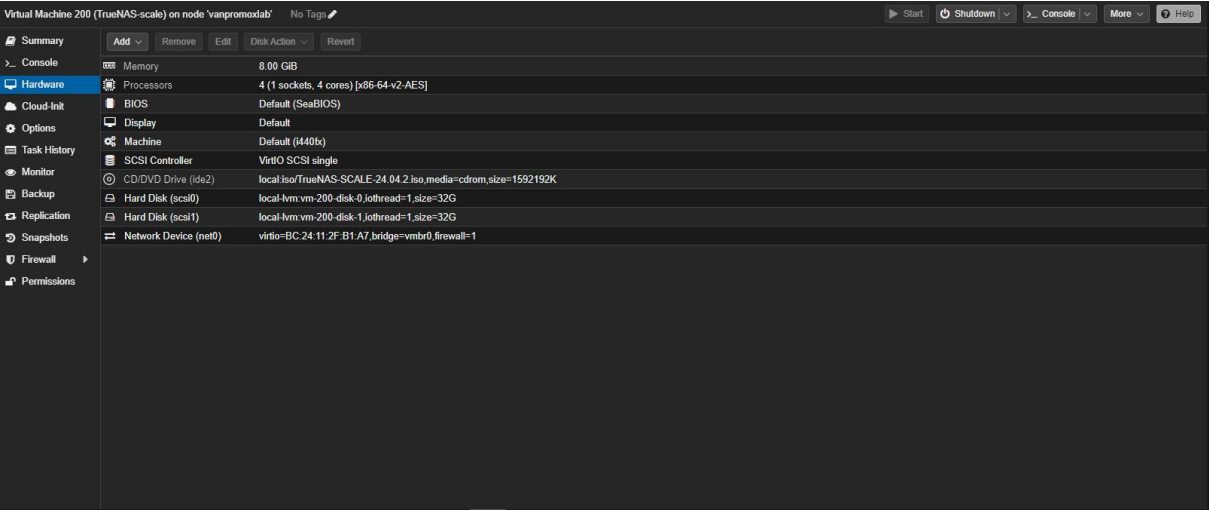 Virtual Machine 200 (TrueNAS-scale) on node 'vanpromoxlab' No Tags Start Shutdown Console More Help
Summary
Console
Hardware
Cloud-Init
Options
Task History
Monitor
Backup
Replication
Snapshots
Firewall
Permissions
Add Remove Edit Disk Action Revert
Memory 8.00 GiB
Processors 4 (1 sockets, 4 cores) [x86-64-v2-AES]
BIOS Default (SeaBIOS)
Display Default
Machine Default (i440fx)
SCSI Controller VirtIO SCSI single
CD/DVD Drive (ide2) local:iso/TrueNAS-SCALE-24.04.2.iso,media=cdrom,size=1592192K
Hard Disk (scsi0) local-lvm:vm-200-disk-0,iothread=1,size=32G
Hard Disk (scsi1) local-lvm:vm-200-disk-1,iothread=1,size=32G
Network Device (net0) virtio=BC:24:11:2F:B1:A7,bridge=vmbr0,firewall=1